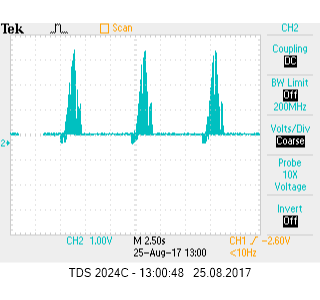 Tek Scan CH2
Coupling
DC
BW Limit
Off
200MHz
Volts/Div
Coarse
2
Probe
10X
Voltage
Invert
Off
CH2 1.00V M 2.50s CH1 -2.60V
25-Aug-17 13:00 <10Hz
TDS 2024C - 13:00:48 25.08.2017